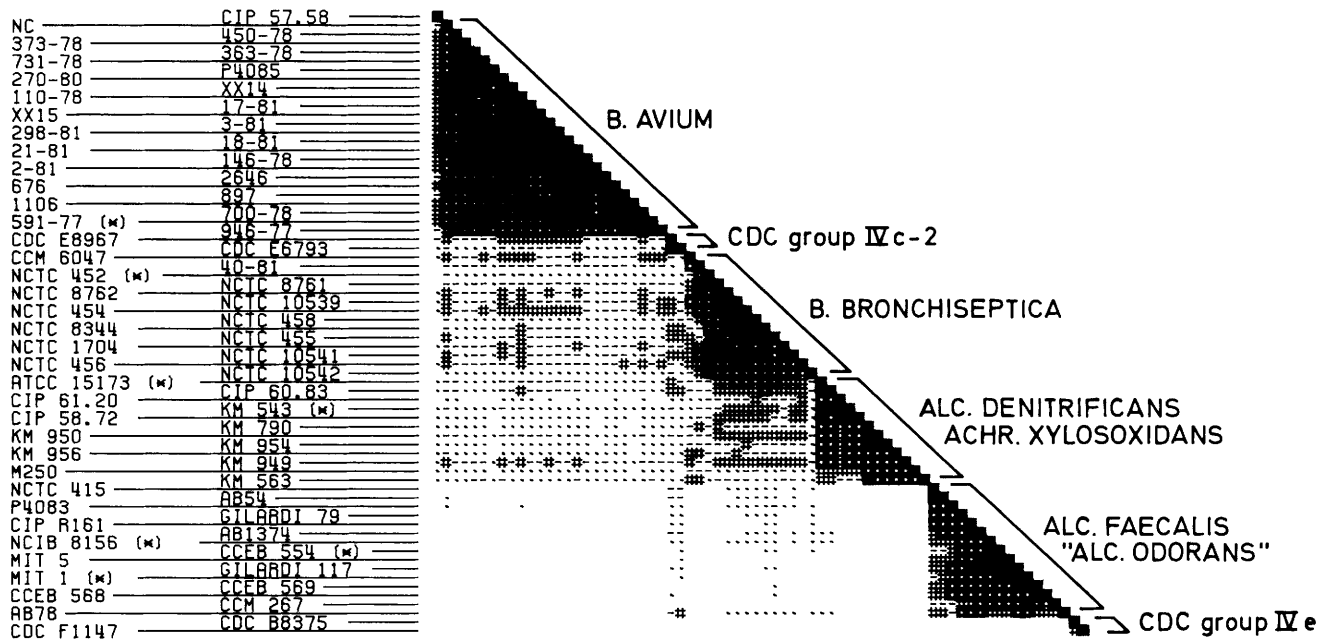 CIP 57.58
NC
450-78
373-78
363-78
731-78
P4085
270-80
XX14
110-78
17-81
XX15
3-81
298-81
18-81
21-81
146-78
2-81
2646
676
897
1106
700-78
591-77 (*)
946-77
CDC E8967
CDC E6793
CCM 6047
40-81
NCTC 452 (*)
NCTC 8761
NCTC 8762
NCTC 10539
NCTC 454
NCTC 458
NCTC 8344
NCTC 455
NCTC 1704
NCTC 10541
NCTC 456
NCTC 10542
ATCC 15173 (*)
CIP 60.83
CIP 61.20
KM 543 (*)
CIP 58.72
KM 790
KM 950
KM 954
KM 956
KM 949
M250
KM 563
NCTC 415
AB54
P4083
GILARDI 79
CIP R161
AB1374
NCIB 8156 (*)
CCEB 554 (*)
MIT 5
GILARDI 117
MIT 1 (*)
CCEB 569
CCEB 568
CCM 267
AB78
CDC B8375
CDC F1147
B. AVIUM
CDC group IV c-2
B. BRONCHISEPTICA
ALC. DENITRIFICANS
ACHR. XYLOSOXIDANS
ALC. FAECALIS
"ALC. ODORANS"
CDC group IV e